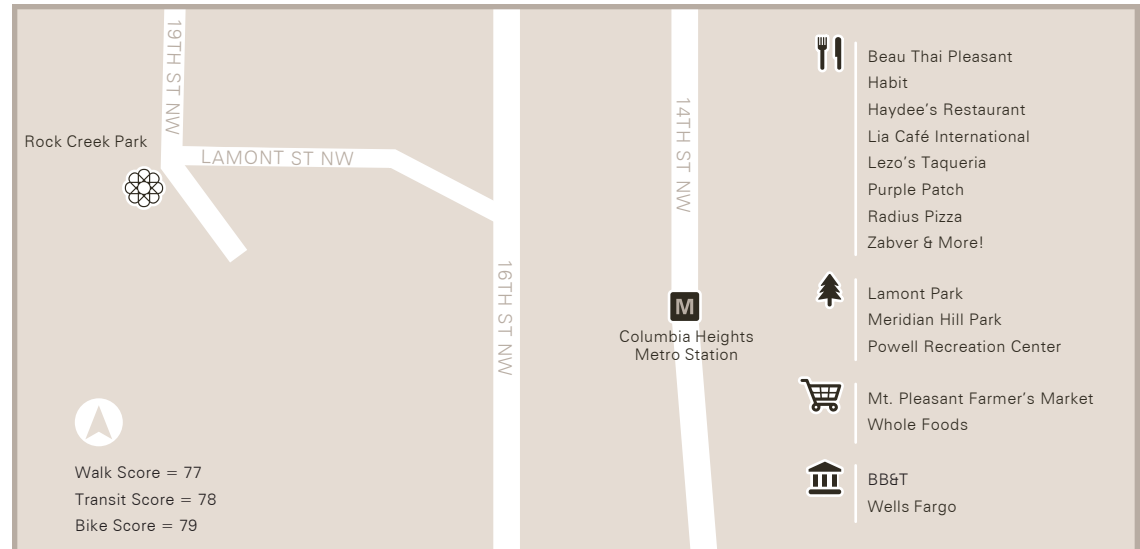 19TH ST NW
Rock Creek Park
LAMONT ST NW
16TH ST NW
14TH ST NW
M
Columbia Heights
Metro Station
Walk Score = 77
Transit Score = 78
Bike Score = 79
Beau Thai Pleasant
Habit
Haydee's Restaurant
Lia Café International
Lezo's Taqueria
Purple Patch
Radius Pizza
Zabver & More!
Lamont Park
Meridian Hill Park
Powell Recreation Center
Mt. Pleasant Farmer's Market
Whole Foods
BB&T
Wells Fargo